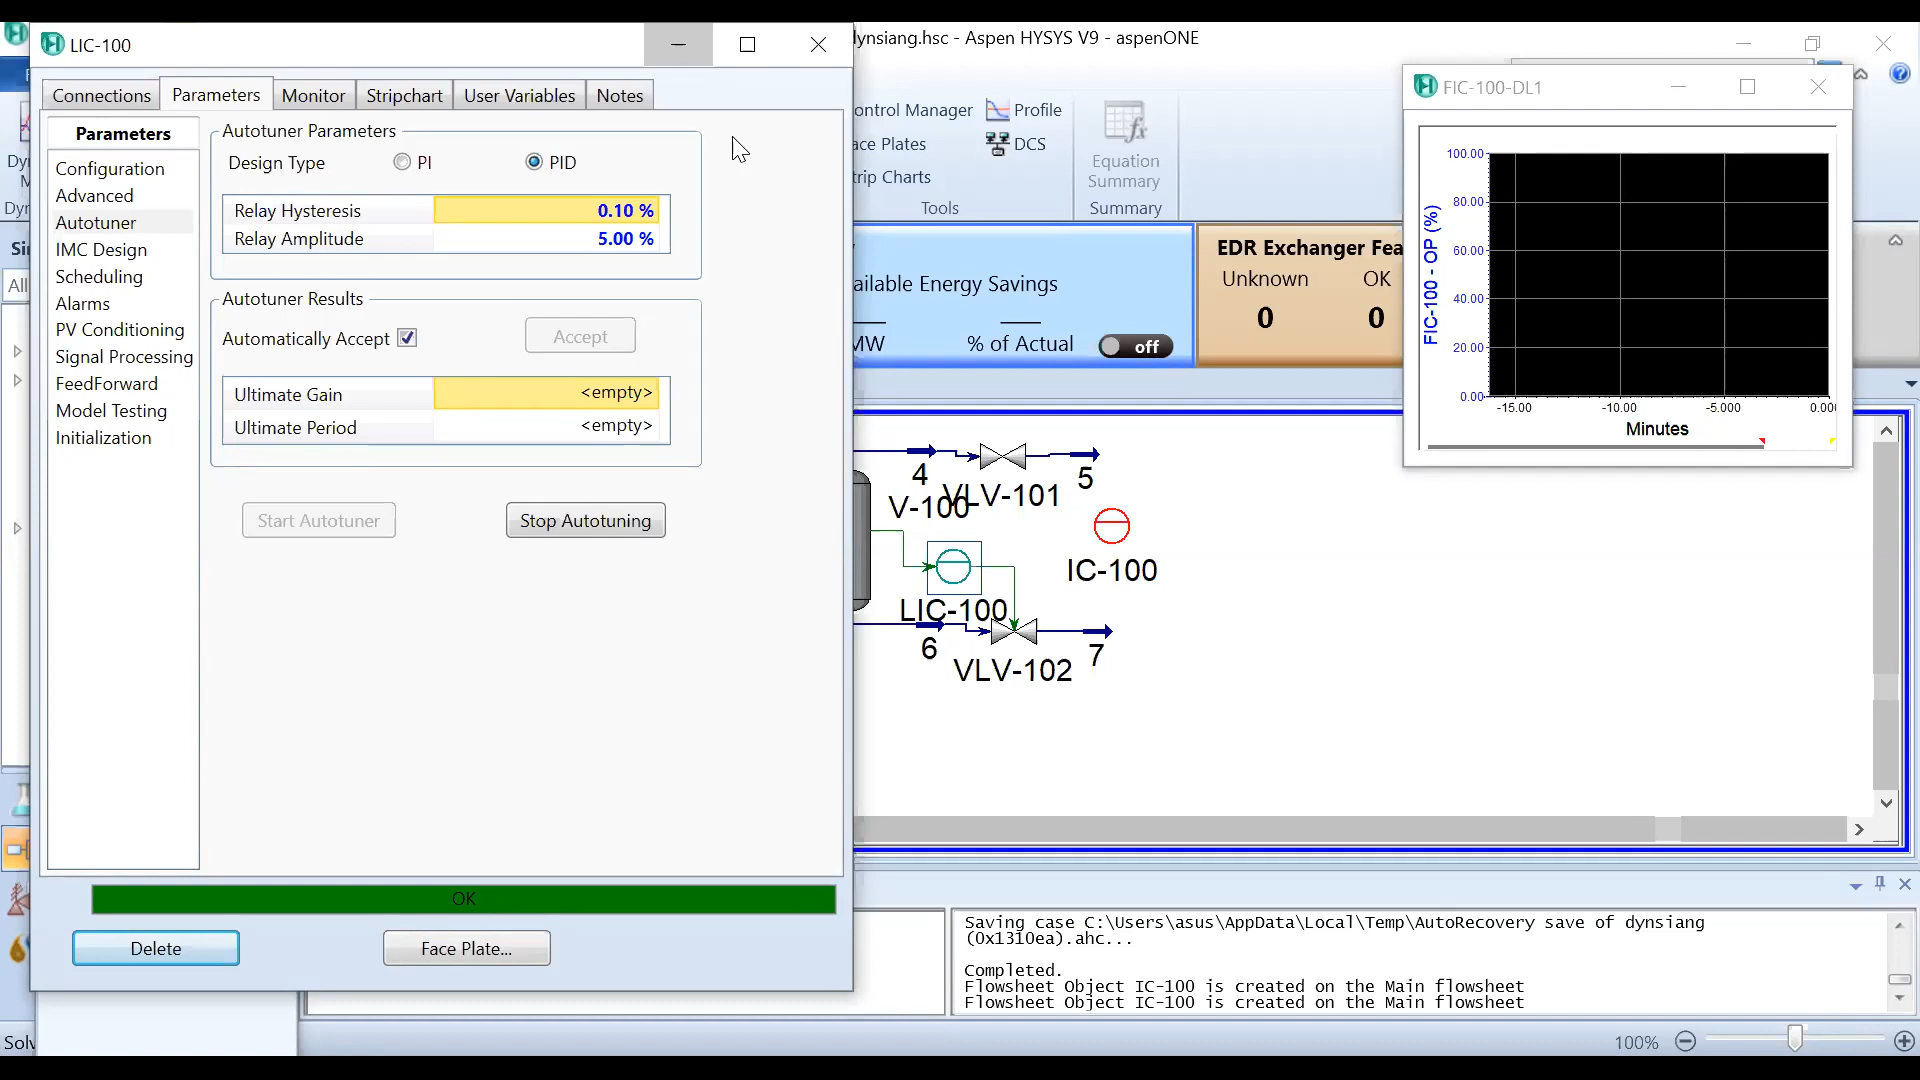 LIC-100
dynsiang.hsc - Aspen HYSYS V9 - aspenONE
Connections
Parameters
Monitor
Stripchart
User Variables
Notes
Parameters
Configuration
Advanced
Autotuner
IMC Design
Scheduling
Alarms
PV Conditioning
Signal Processing
FeedForward
Model Testing
Initialization
Autotuner Parameters
Design Type
PI
PID
Relay Hysteresis
0.10 %
Relay Amplitude
5.00 %
Autotuner Results
Automatically Accept
Accept
Ultimate Gain
<empty>
Ultimate Period
<empty>
Start Autotuner
Stop Autotuning
OK
Delete
Face Plate...
ontrol Manager
Profile
ace Plates
DCS
trip Charts
Tools
Equation
Summary
Summary
ailable Energy Savings
MW
% of Actual
off
EDR Exchanger Fea
Unknown
OK
0
0
FIC-100-DL1
FIC-100 - OP (%)
100.00
80.00
60.00
40.00
20.00
0.00
-15.00
-10.00
-5.000
0.000
Minutes
4
VLV-101
5
V-100
IC-100
LIC-100
6
VLV-102
7
Saving case C:\Users\asus\AppData\Local\Temp\AutoRecovery save of dynsiang
(0x1310ea).ahc...
Completed.
Flowsheet Object IC-100 is created on the Main flowsheet
Flowsheet Object IC-100 is created on the Main flowsheet
100%
All
Sin
Solv
Dyn